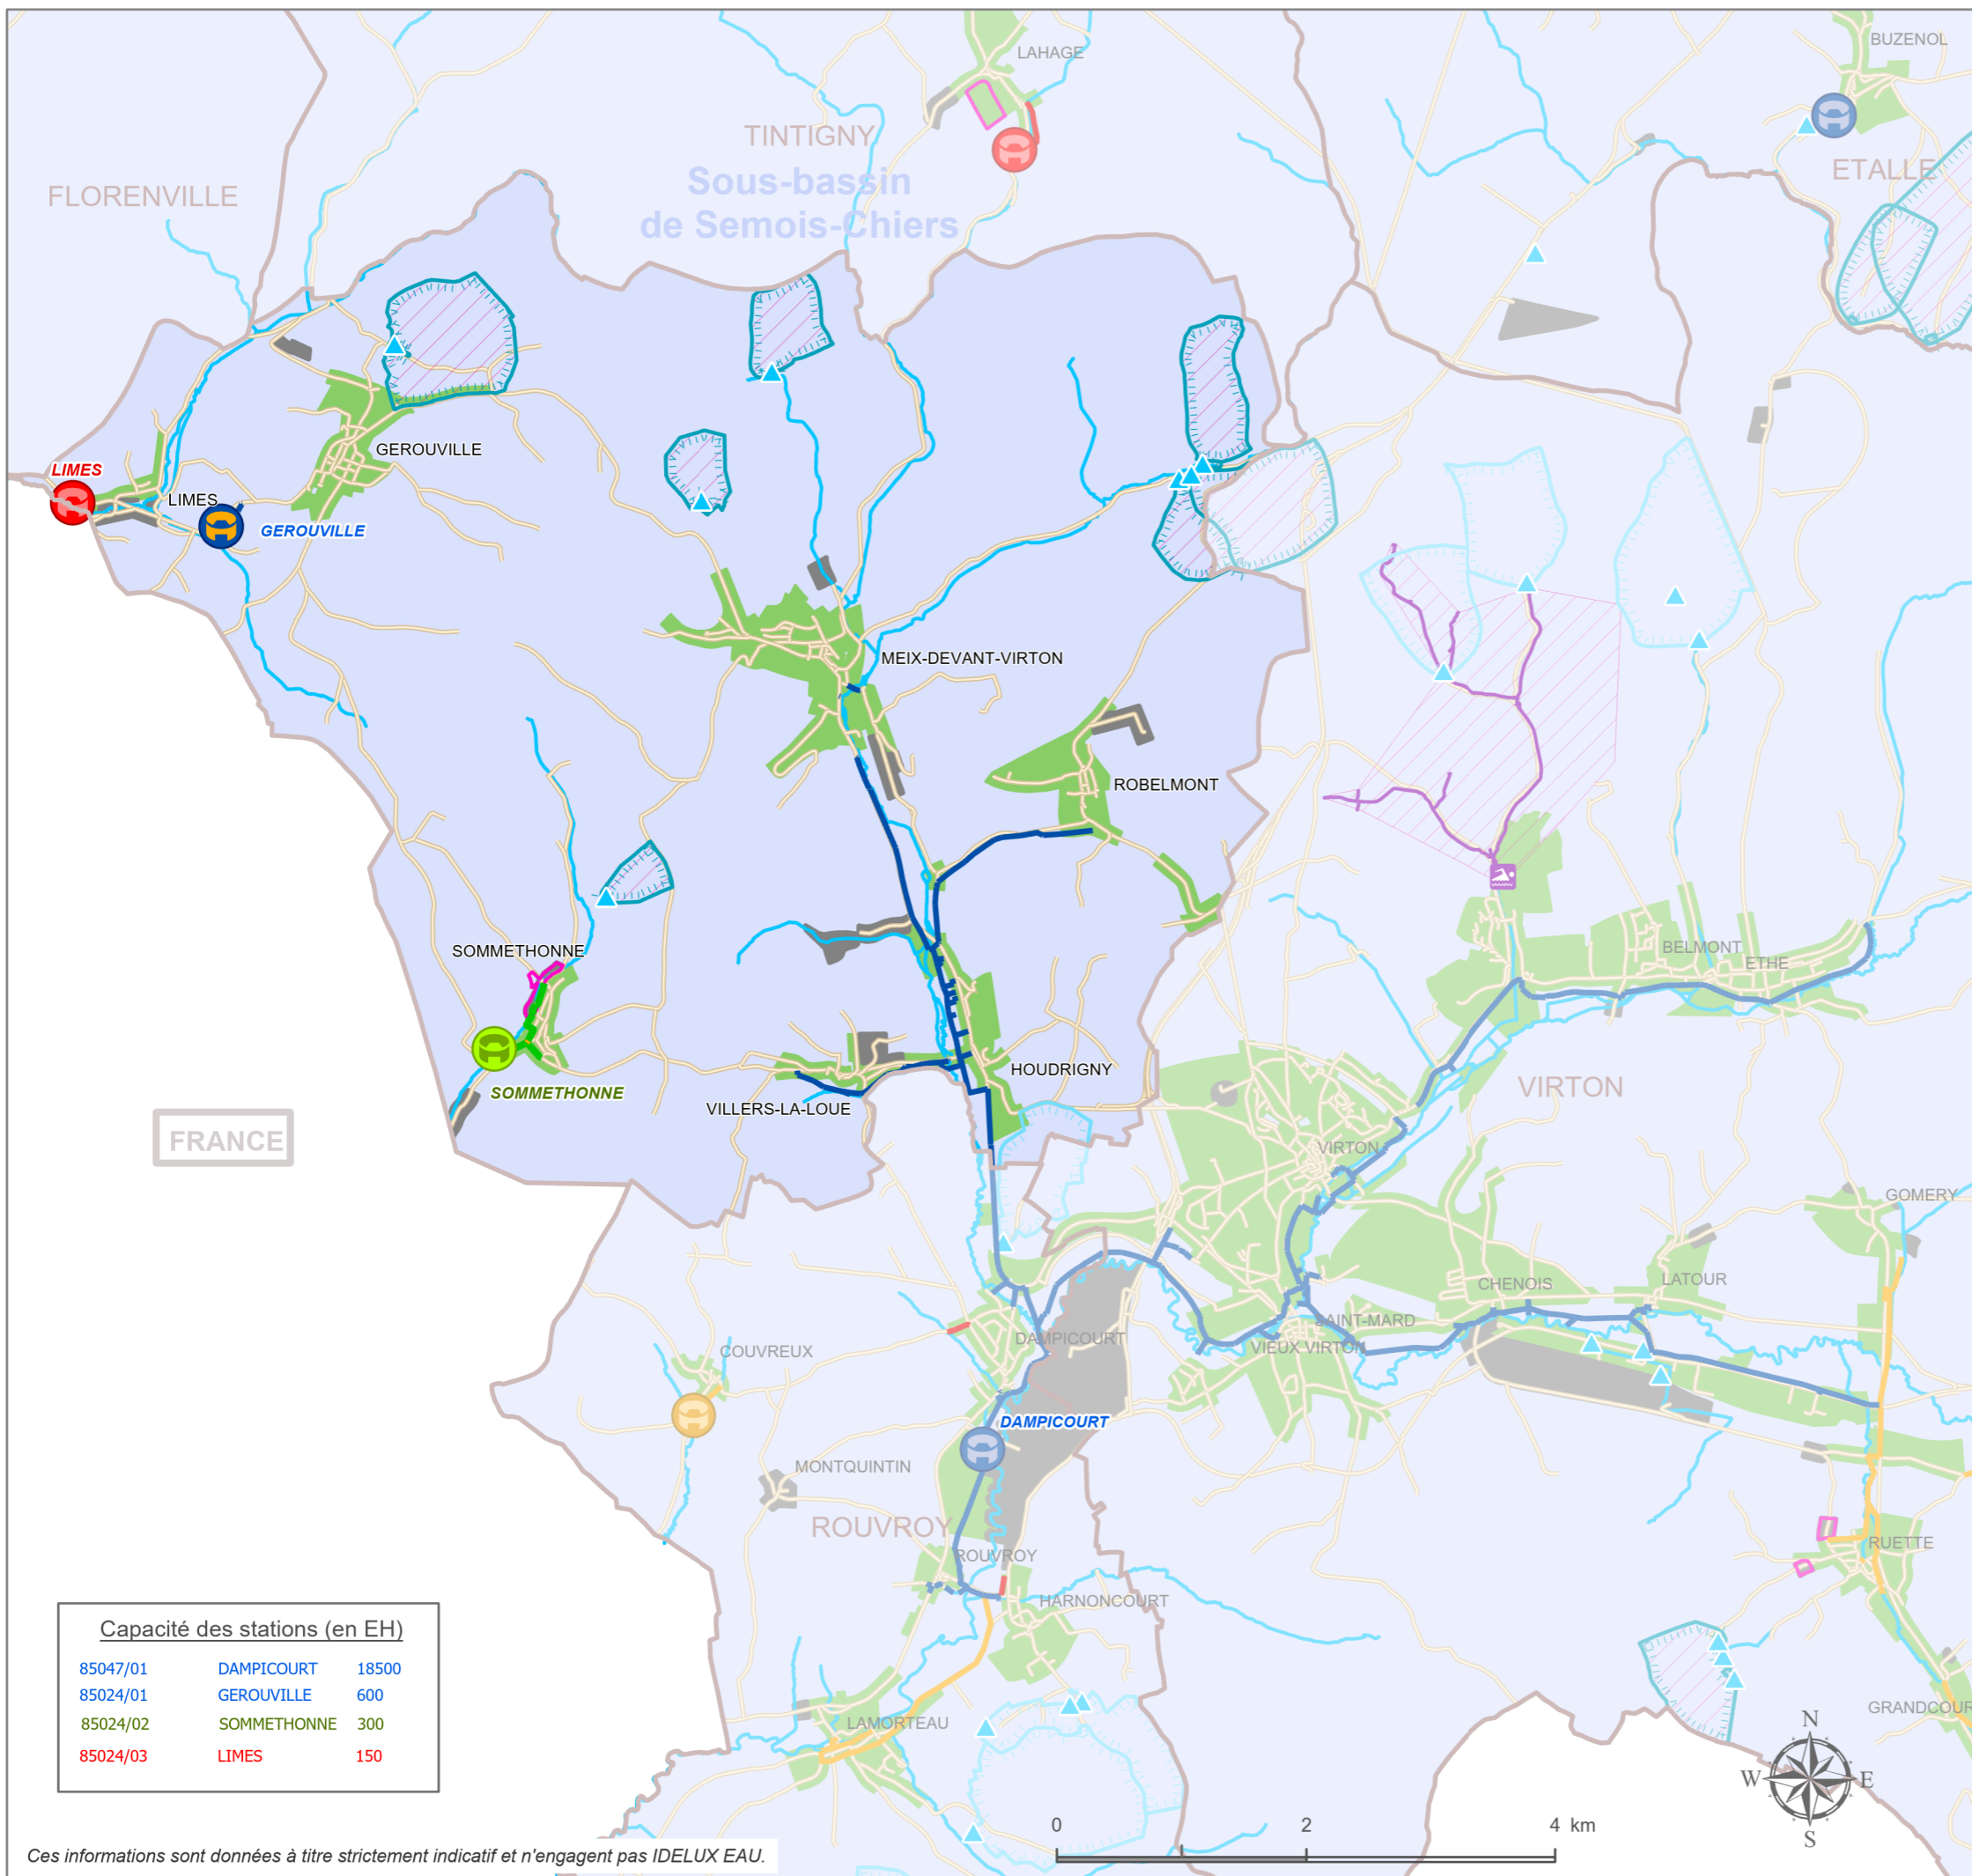 LAHAGE
BUZENOL
TINTIGNY
ETALLE
FLORENVILLE
Sous-bassin
de Semois-Chiers
GEROUVILLE
LIMES
LIMES
GEROUVILLE
MEIX-DEVANT-VIRTON
ROBELMONT
SOMMETHONNE
BELMONT
ETHE
HOUDRIGNY
SOMMETHONNE
VILLERS-LA-LOUE
VIRTON
FRANCE
VIRTON
GOMERY
LATOUR
CHENOIS
SAINT-MARD
DAMPICOURT
VIEUX VIRTON
COUVREUX
DAMPICOURT
MONTQUINTIN
ROUVROY
ROUVROY
RUETTE
HARNONCOURT
LAMORTEAU
GRANDCOUR
Capacité des stations (en EH)
85047/01 DAMPICOURT 18500
85024/01 GEROUVILLE 600
85024/02 SOMMETHONNE 300
85024/03 LIMES 150
N
W E
S
0 2 4 km
Ces informations sont données à titre strictement indicatif et n'engagent pas IDELUX EAU.